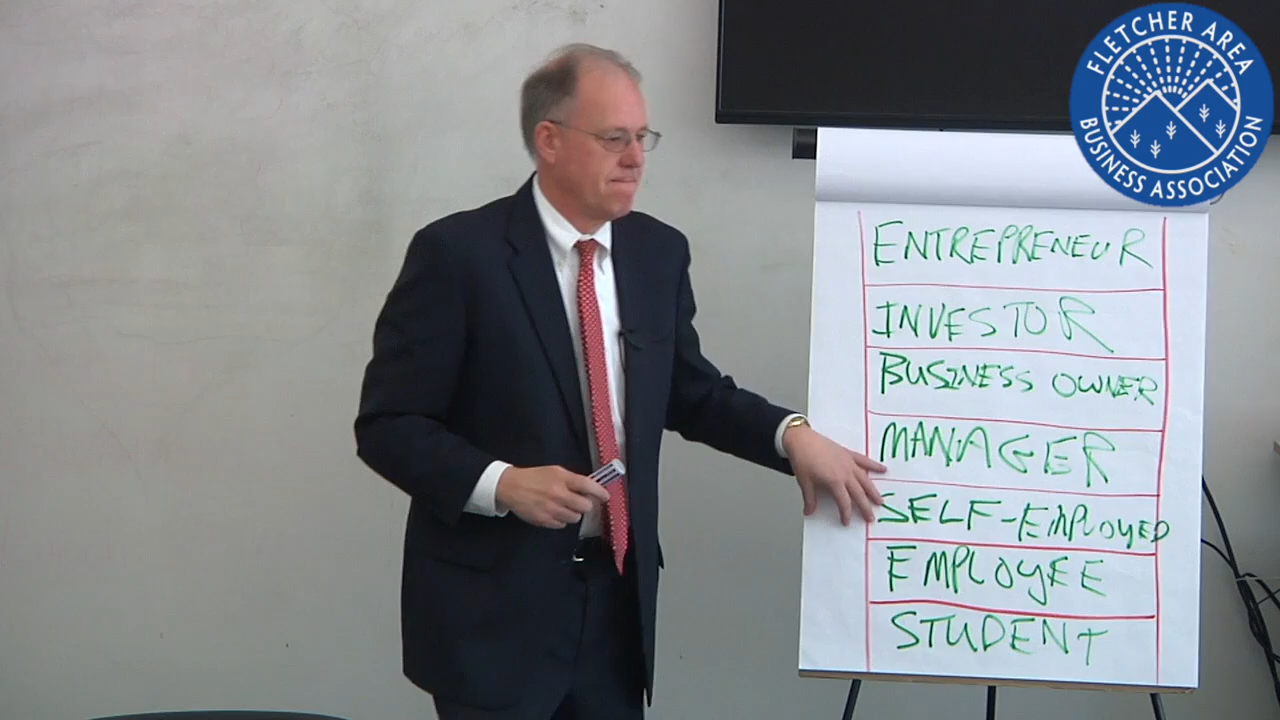 FLETCHER AREA
BUSINESS ASSOCIATION
ENTREPRENEUR
INVESTOR
BUSINESS OWNER
MANAGER
SELF-EMPLOYED
EMPLOYEE
STUDENT